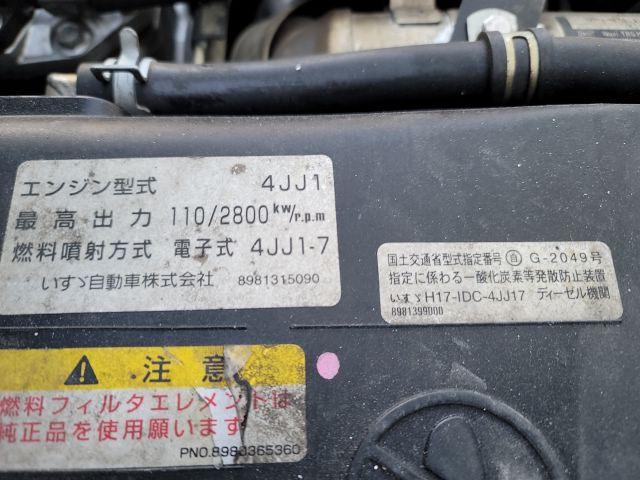 エンジン型式 4JJ1
最高出力 110/2800 kW/r.p.m
燃料噴射方式 電子式 4JJ1-7
いすゞ自動車株式会社 8981315090
国土交通省型式指定番号 自 G-2049号
指定に係わる一酸化炭素等発散防止装置
いすゞH17-IDC-4JJ17 ディーゼル機関
8981399000
注意
燃料フィルタエレメントは
純正品を使用願います
PNO.8980365360